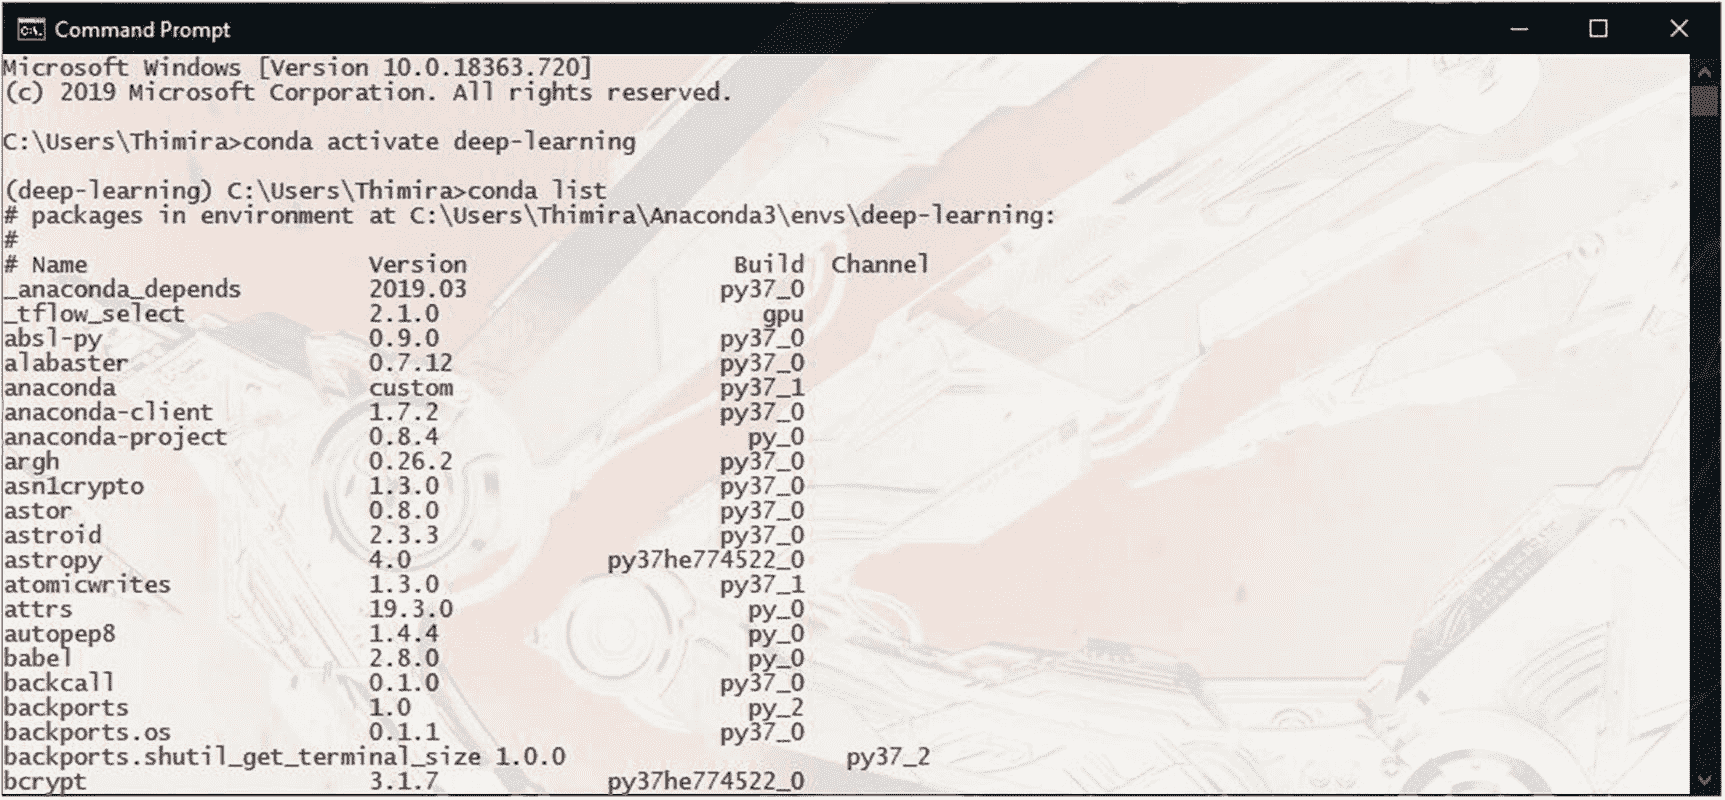 Command Prompt
Microsoft Windows [Version 10.0.18363.720]
(c) 2019 Microsoft Corporation. All rights reserved.
C:\Users\Thimira>conda activate deep-learning
(deep-learning) C:\Users\Thimira>conda list
# packages in environment at C:\Users\Thimira\Anaconda3\envs\deep-learning:
#
# Name Version Build Channel
_anaconda_depends 2019.03 py37_0
_tflow_select 2.1.0 gpu
absl-py 0.9.0 py37_0
alabaster 0.7.12 py37_0
anaconda custom py37_1
anaconda-client 1.7.2 py37_0
anaconda-project 0.8.4 py_0
argh 0.26.2 py37_0
asn1crypto 1.3.0 py37_0
astor 0.8.0 py37_0
astroid 2.3.3 py37_0
astropy 4.0 py37he774522_0
atomicwrites 1.3.0 py37_1
attrs 19.3.0 py_0
autopep8 1.4.4 py_0
babel 2.8.0 py_0
backcall 0.1.0 py37_0
backports 1.0 py_2
backports.os 0.1.1 py37_0
backports.shutil_get_terminal_size 1.0.0 py37_2
bcrypt 3.1.7 py37he774522_0